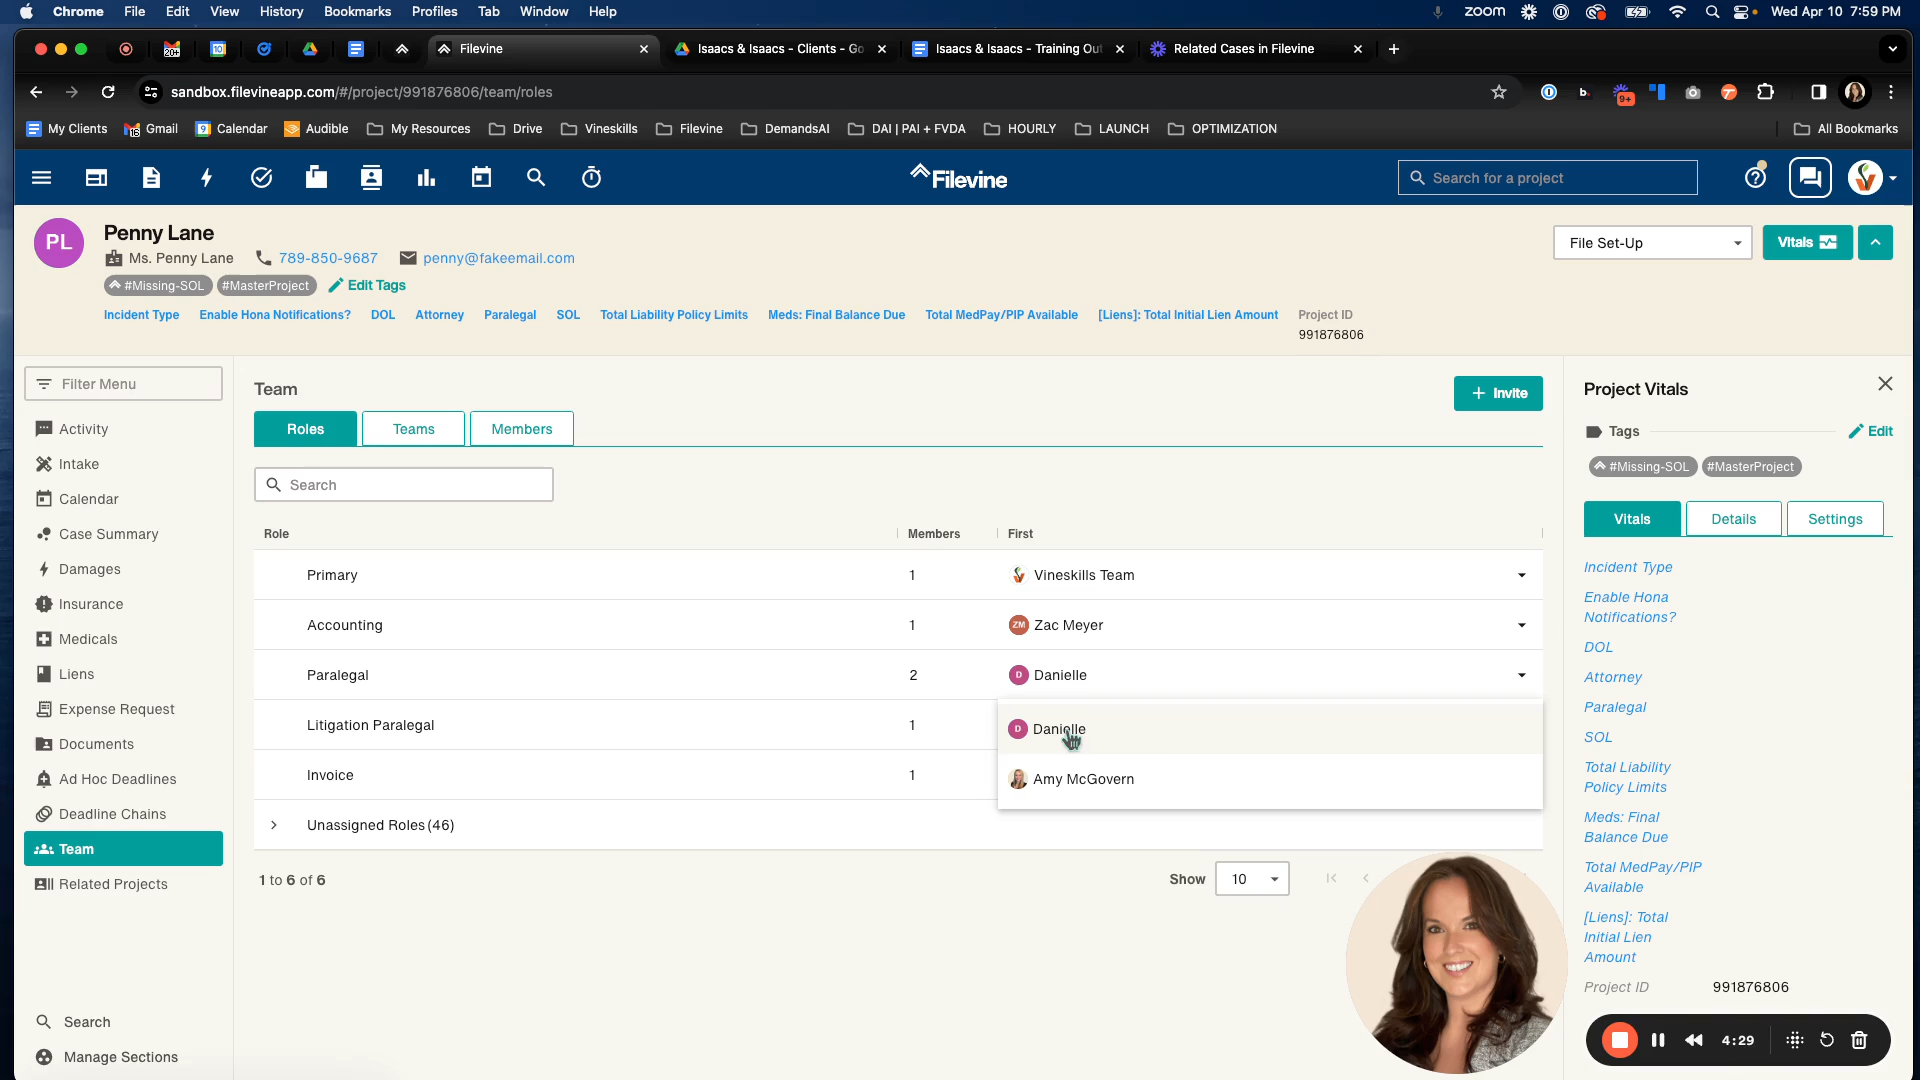 Chrome File Edit View History Bookmarks Profiles Tab Window Help zoom Wed Apr 10 7:59 PM
20+ 10 Filevine Isaacs & Isaacs - Clients - Go Isaacs & Isaacs - Training Out Related Cases in Filevine
sandbox.filevineapp.com/#/project/991876806/team/roles b. 9+
My Clients 16 Gmail 9 Calendar Audible My Resources Drive Vineskills Filevine DemandsAI DAI | PAI + FVDA HOURLY LAUNCH OPTIMIZATION All Bookmarks
Filevine
Search for a project
PL
Penny Lane
Ms. Penny Lane 789-850-9687 penny@fakeemail.com
#Missing-SOL #MasterProject Edit Tags
File Set-Up
Vitals
Incident Type Enable Hona Notifications? DOL Attorney Paralegal SOL Total Liability Policy Limits Meds: Final Balance Due Total MedPay/PIP Available [Liens]: Total Initial Lien Amount Project ID
991876806
Filter Menu
Activity
Intake
Calendar
Case Summary
Damages
Insurance
Medicals
Liens
Expense Request
Documents
Ad Hoc Deadlines
Deadline Chains
Team
Related Projects
Search
Manage Sections
Team
Invite
Roles Teams Members
Search
Role Members First
Primary 1 Vineskills Team
Accounting 1 ZM Zac Meyer
Paralegal 2 D Danielle
Litigation Paralegal 1
D Danielle
Invoice 1
Amy McGovern
Unassigned Roles (46)
1 to 6 of 6
Show 10
Project Vitals
Tags Edit
#Missing-SOL #MasterProject
Vitals Details Settings
Incident Type
Enable Hona
Notifications?
DOL
Attorney
Paralegal
SOL
Total Liability
Policy Limits
Meds: Final
Balance Due
Total MedPay/PIP
Available
[Liens]: Total
Initial Lien
Amount
Project ID 991876806
4:29